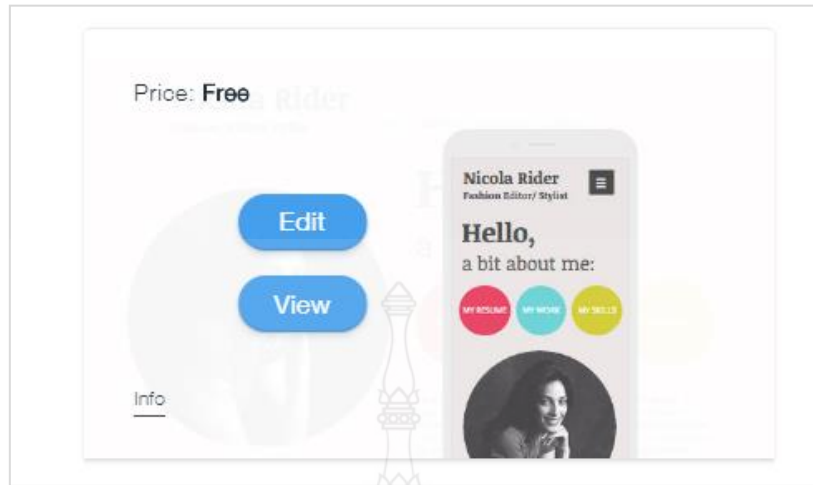 Price: Free
Edit
View
Info
Nicola Rider
Fashion Editor/ Stylist
Hello,
a bit about me:
MY RESUME MY WORK MY SKILLS